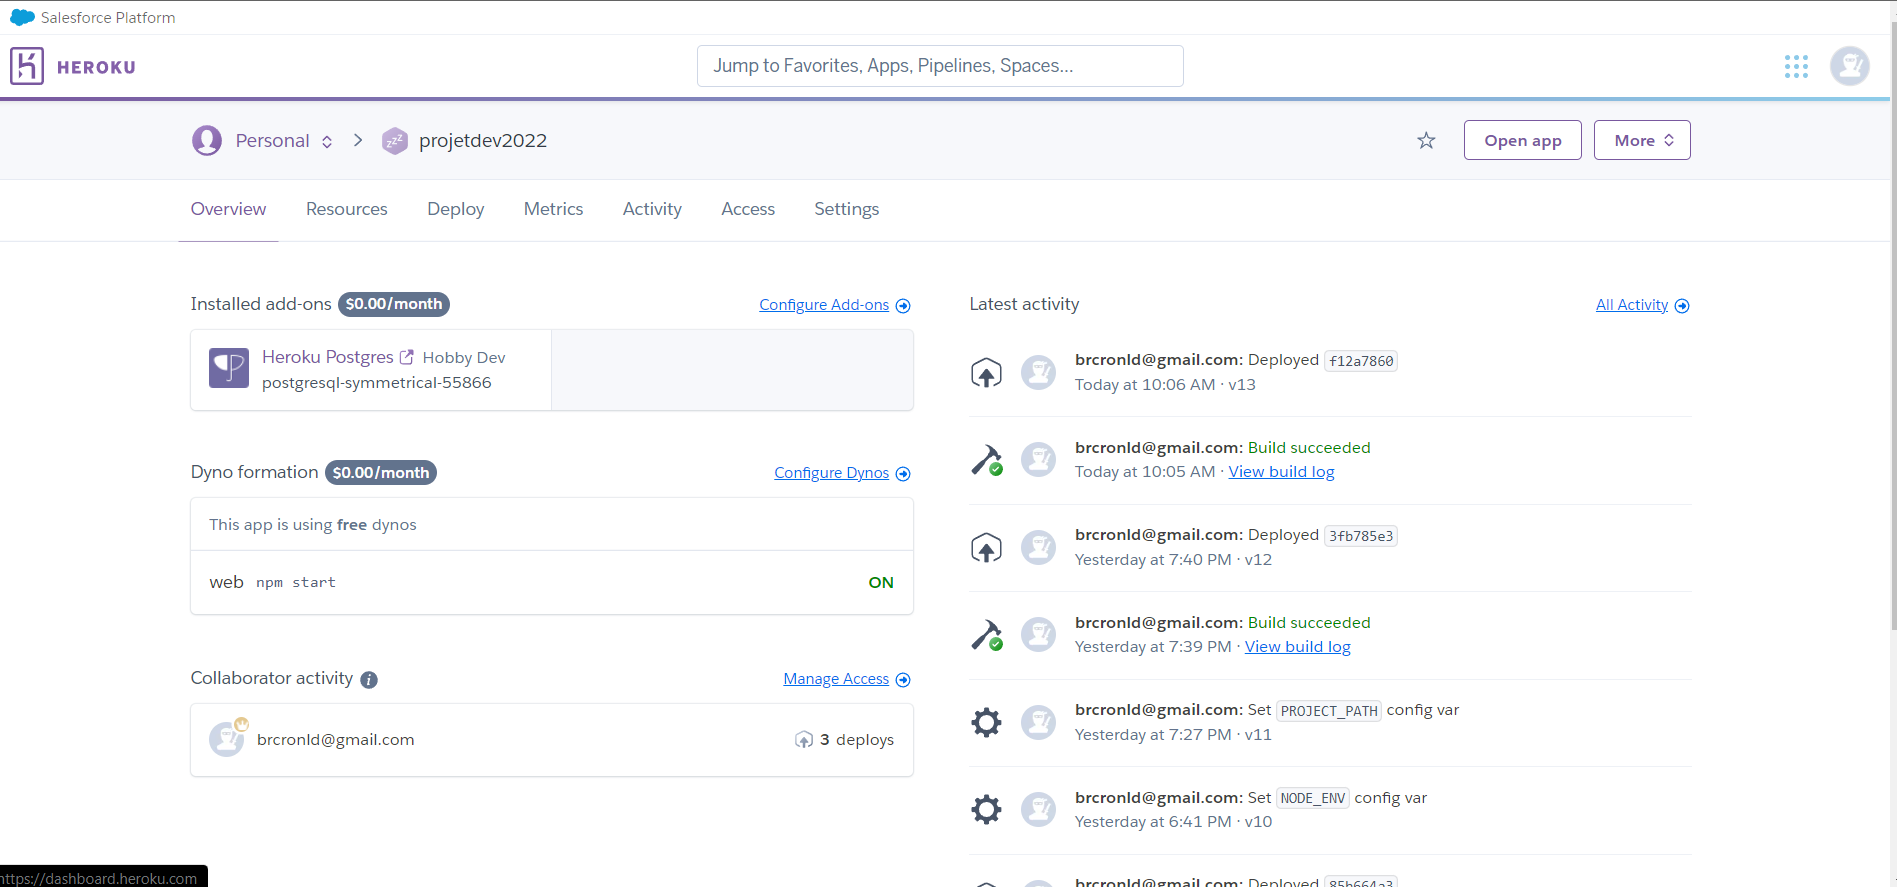 Salesforce Platform
HEROKU
Jump to Favorites, Apps, Pipelines, Spaces...
Personal
zzz
projetdev2022
Open app
More
Overview
Resources
Deploy
Metrics
Activity
Access
Settings
Installed add-ons $0.00/month
Configure Add-ons
Heroku Postgres Hobby Dev
postgresql-symmetrical-55866
Dyno formation $0.00/month
Configure Dynos
This app is using free dynos
web npm start
ON
Collaborator activity i
Manage Access
brcronld@gmail.com
3 deploys
Latest activity
All Activity
brcronld@gmail.com: Deployed f12a7860
Today at 10:06 AM · v13
brcronld@gmail.com: Build succeeded
Today at 10:05 AM · View build log
brcronld@gmail.com: Deployed 3fb785e3
Yesterday at 7:40 PM · v12
brcronld@gmail.com: Build succeeded
Yesterday at 7:39 PM · View build log
brcronld@gmail.com: Set PROJECT_PATH config var
Yesterday at 7:27 PM · v11
brcronld@gmail.com: Set NODE_ENV config var
Yesterday at 6:41 PM · v10
brcronld@gmail.com: Deployed 85b664a3
https://dashboard.heroku.com